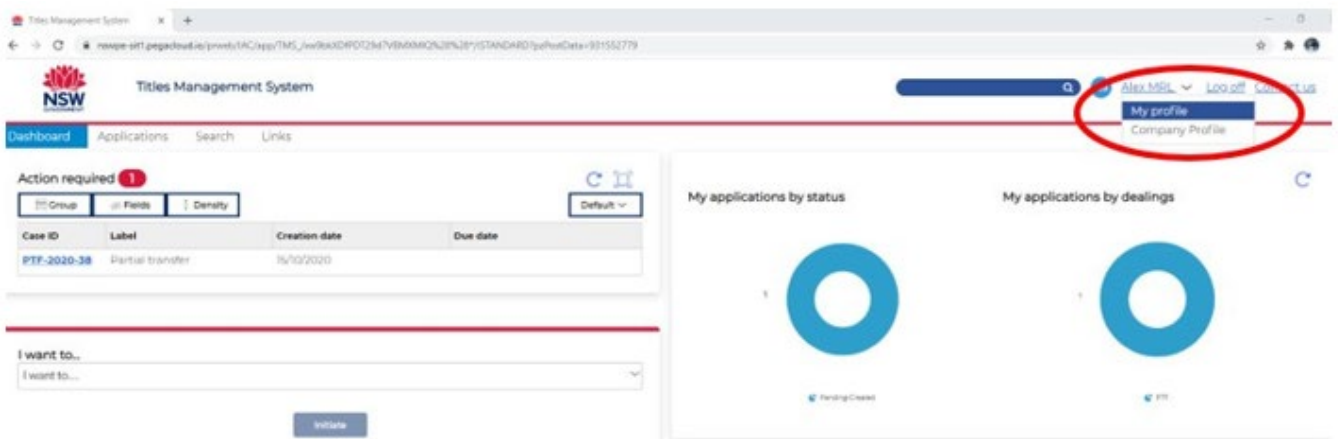 Titles Management System
NSW
Titles Management System
Alex MRL
Log off
Contact us
My profile
Company Profile
Dashboard
Applications
Search
Links
Action required 1
Group
Fields
Density
Default
Case ID
Label
Creation date
Due date
PTF-2020-38
Partial transfer
15/10/2020
I want to...
I want to....
Initiate
My applications by status
My applications by dealings
1
1
Pending-Created
PTF